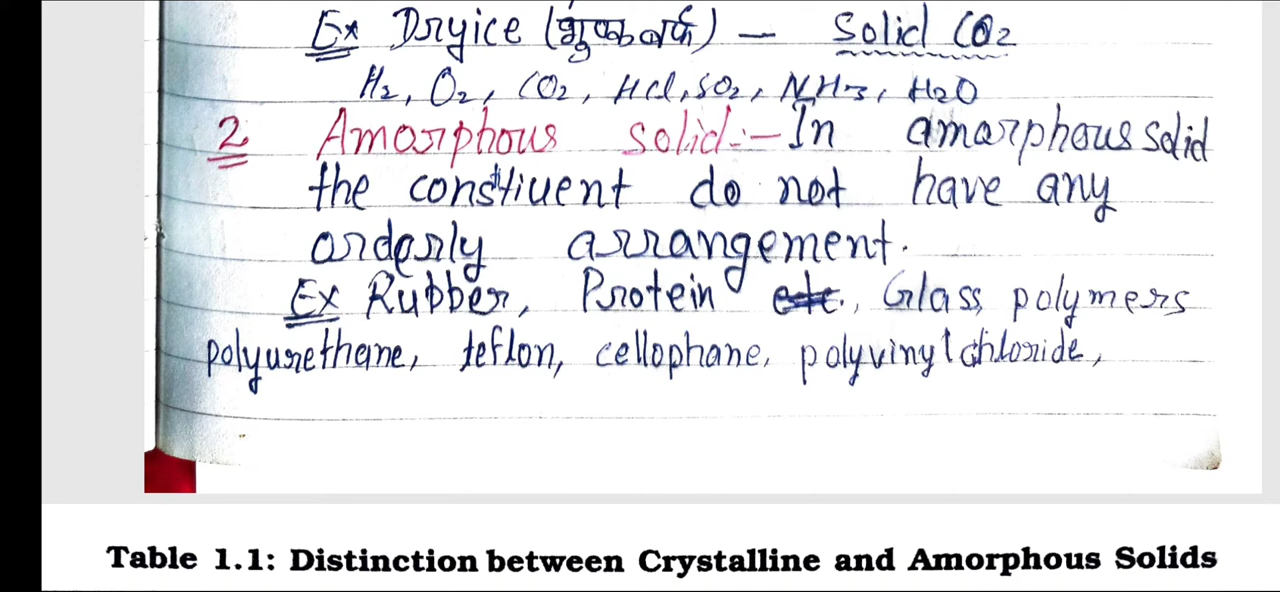 Ex Dryice (शुष्क बर्फ) — Solid CO2
H2, O2, CO2, HCl, SO2, NH3, H2O
2 Amorphous solid:- In amorphous solid
the constiuent do not have any
orderly arrangement.
Ex Rubber, Protein etc., Glass, polymers
polyurethane, teflon, cellophane, polyvinylchloride,
Table 1.1: Distinction between Crystalline and Amorphous Solids